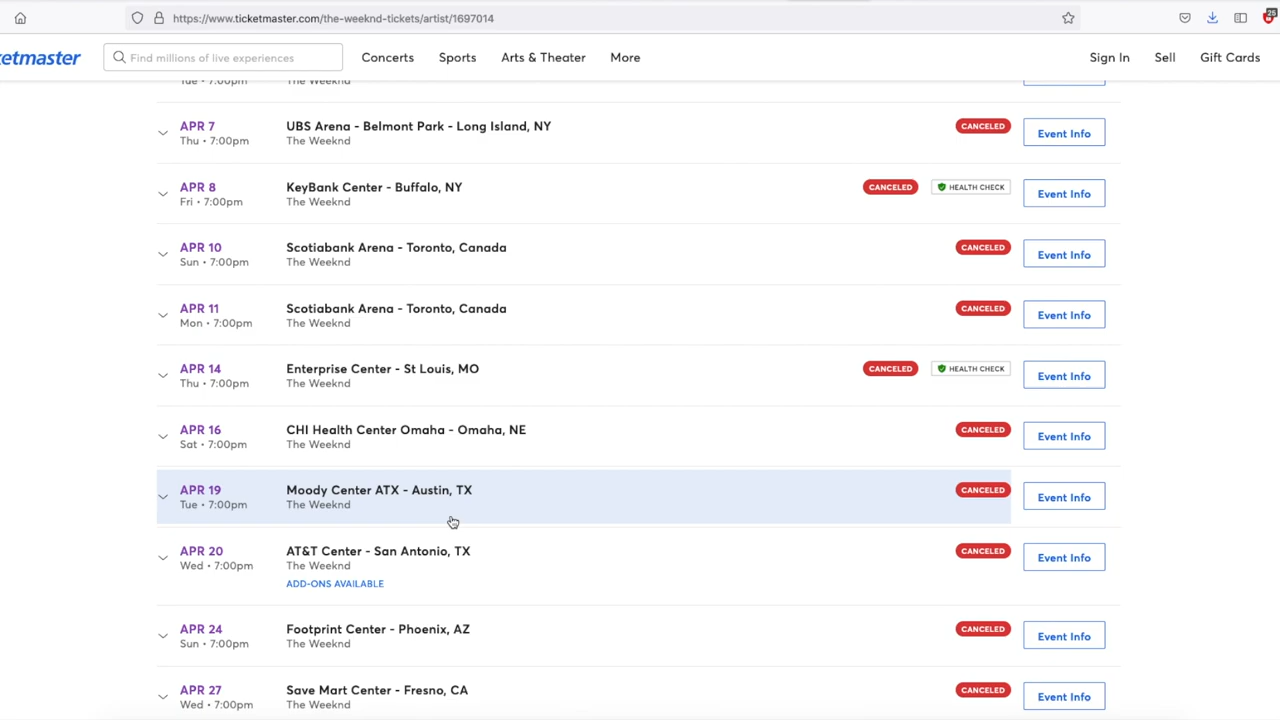 https://www.ticketmaster.com/the-weeknd-tickets/artist/1697014
25
etmaster
Find millions of live experiences
Concerts
Sports
Arts & Theater
More
Sign In
Sell
Gift Cards
Tue • 7:00pm
The Weeknd
APR 7
UBS Arena - Belmont Park - Long Island, NY
CANCELED
Event Info
Thu • 7:00pm
The Weeknd
APR 8
KeyBank Center - Buffalo, NY
CANCELED
HEALTH CHECK
Event Info
Fri • 7:00pm
The Weeknd
APR 10
Scotiabank Arena - Toronto, Canada
CANCELED
Event Info
Sun • 7:00pm
The Weeknd
APR 11
Scotiabank Arena - Toronto, Canada
CANCELED
Event Info
Mon • 7:00pm
The Weeknd
APR 14
Enterprise Center - St Louis, MO
CANCELED
HEALTH CHECK
Event Info
Thu • 7:00pm
The Weeknd
APR 16
CHI Health Center Omaha - Omaha, NE
CANCELED
Event Info
Sat • 7:00pm
The Weeknd
APR 19
Moody Center ATX - Austin, TX
CANCELED
Event Info
Tue • 7:00pm
The Weeknd
APR 20
AT&T Center - San Antonio, TX
CANCELED
Event Info
Wed • 7:00pm
The Weeknd
ADD-ONS AVAILABLE
APR 24
Footprint Center - Phoenix, AZ
CANCELED
Event Info
Sun • 7:00pm
The Weeknd
APR 27
Save Mart Center - Fresno, CA
CANCELED
Event Info
Wed • 7:00pm
The Weeknd